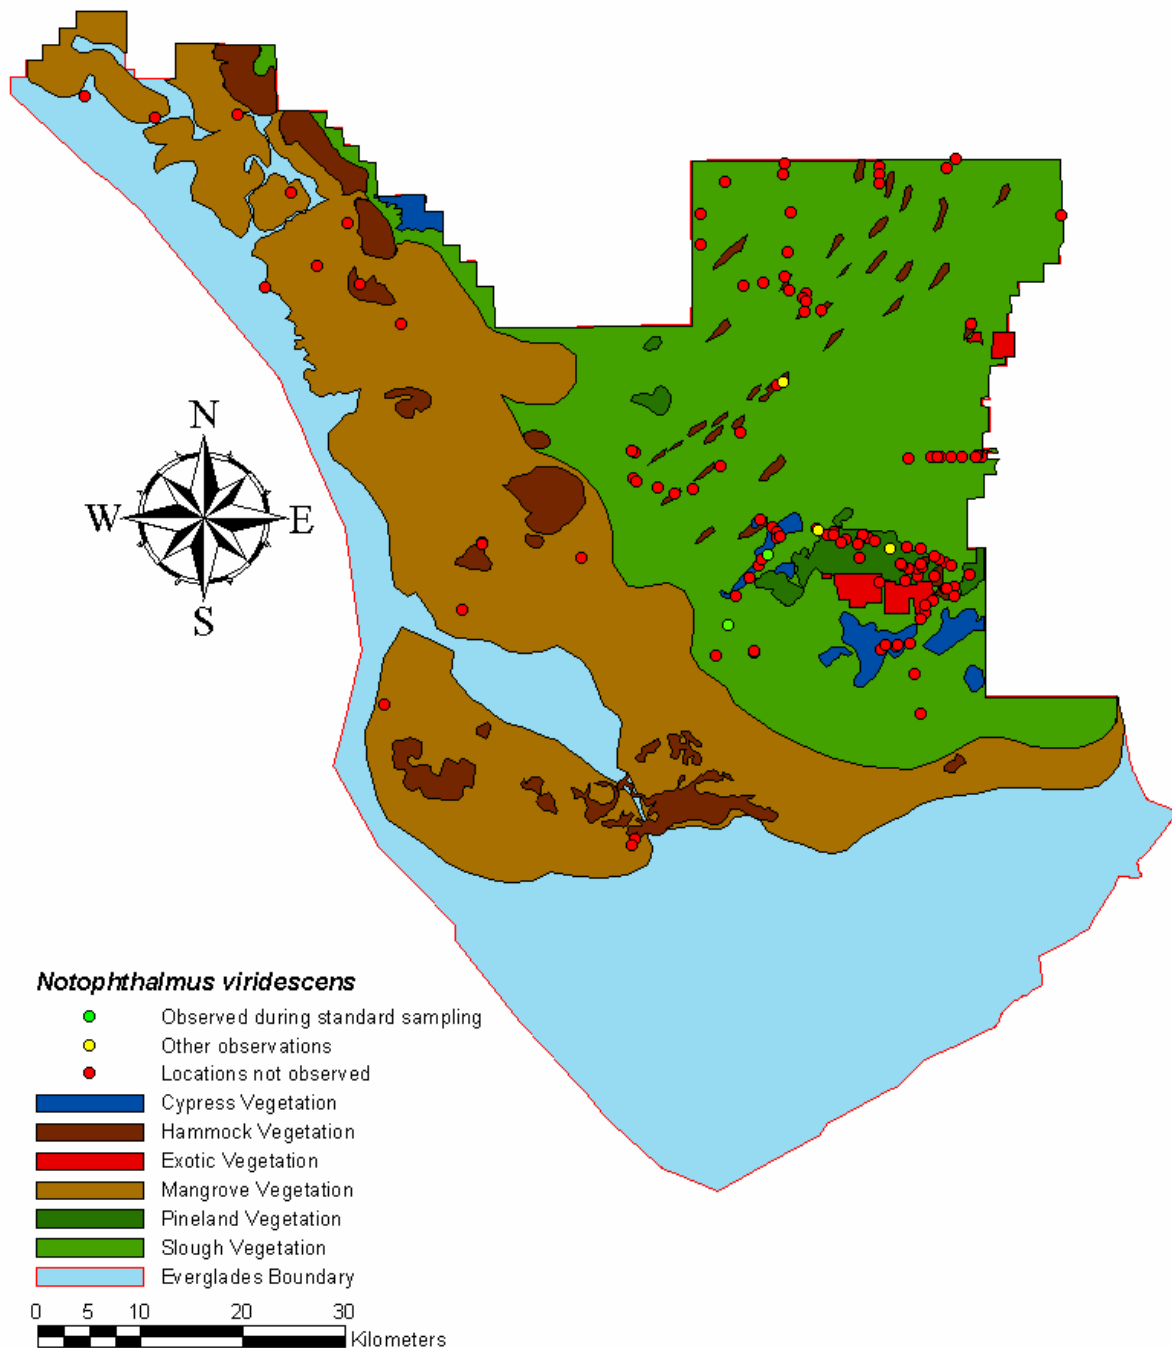 N
W E
S
Notophthalmus viridescens
Observed during standard sampling
Other observations
Locations not observed
Cypress Vegetation
Hammock Vegetation
Exotic Vegetation
Mangrove Vegetation
Pineland Vegetation
Slough Vegetation
Everglades Boundary
0 5 10 20 30
Kilometers